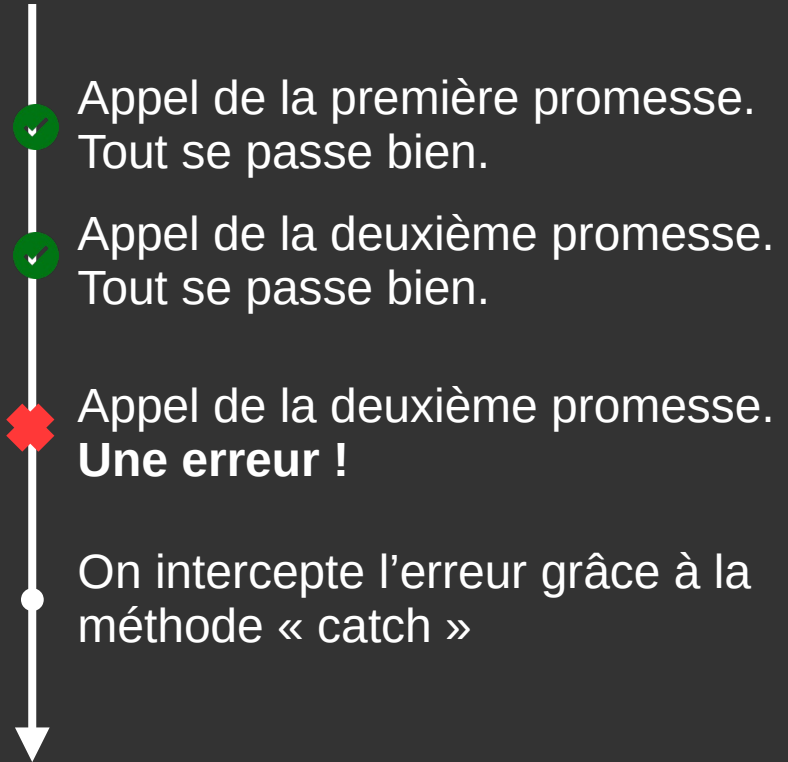 Appel de la première promesse.
Tout se passe bien.
Appel de la deuxième promesse.
Tout se passe bien.
Appel de la deuxième promesse.
Une erreur !
On intercepte l’erreur grâce à la
méthode « catch »